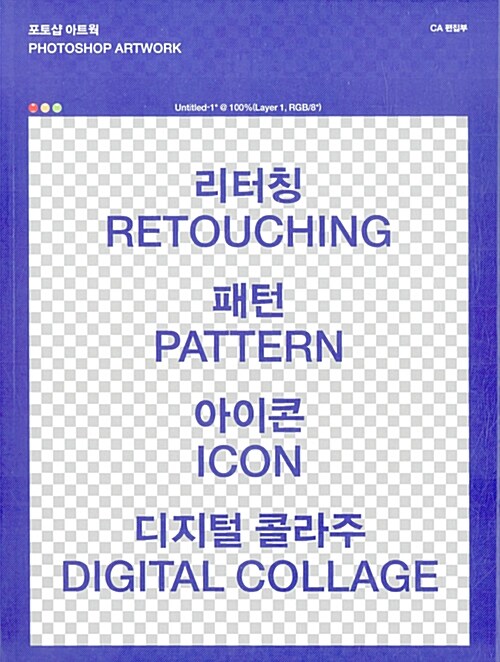 포토샵 아트웍
PHOTOSHOP ARTWORK
CA 편집부
Untitled-1* @ 100%(Layer 1, RGB/8*)
리터칭
RETOUCHING
패턴
PATTERN
아이콘
ICON
디지털 콜라주
DIGITAL COLLAGE